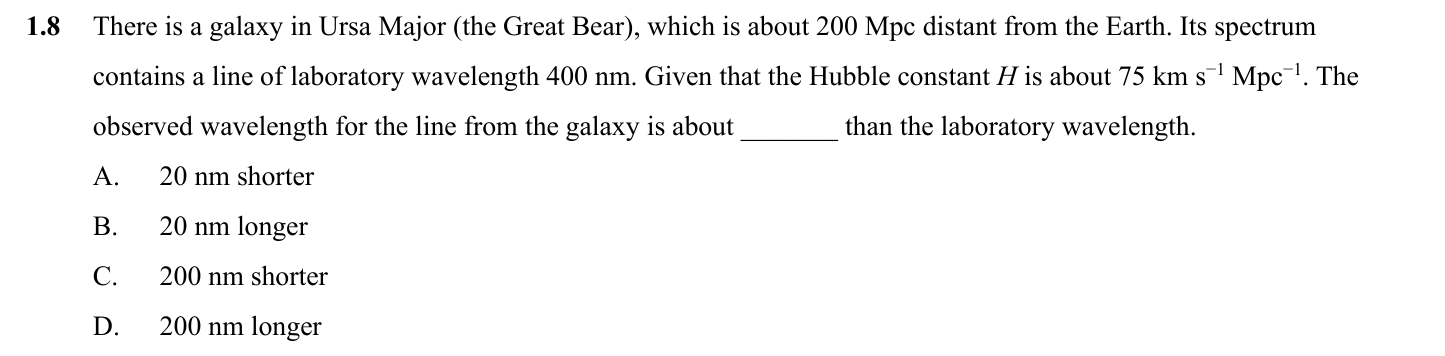 1.8 There is a galaxy in Ursa Major (the Great Bear), which is about 200 Mpc distant from the Earth. Its spectrum
contains a line of laboratory wavelength 400 nm. Given that the Hubble constant H is about 75 km s⁻¹ Mpc⁻¹. The
observed wavelength for the line from the galaxy is about _______ than the laboratory wavelength.
A. 20 nm shorter
B. 20 nm longer
C. 200 nm shorter
D. 200 nm longer